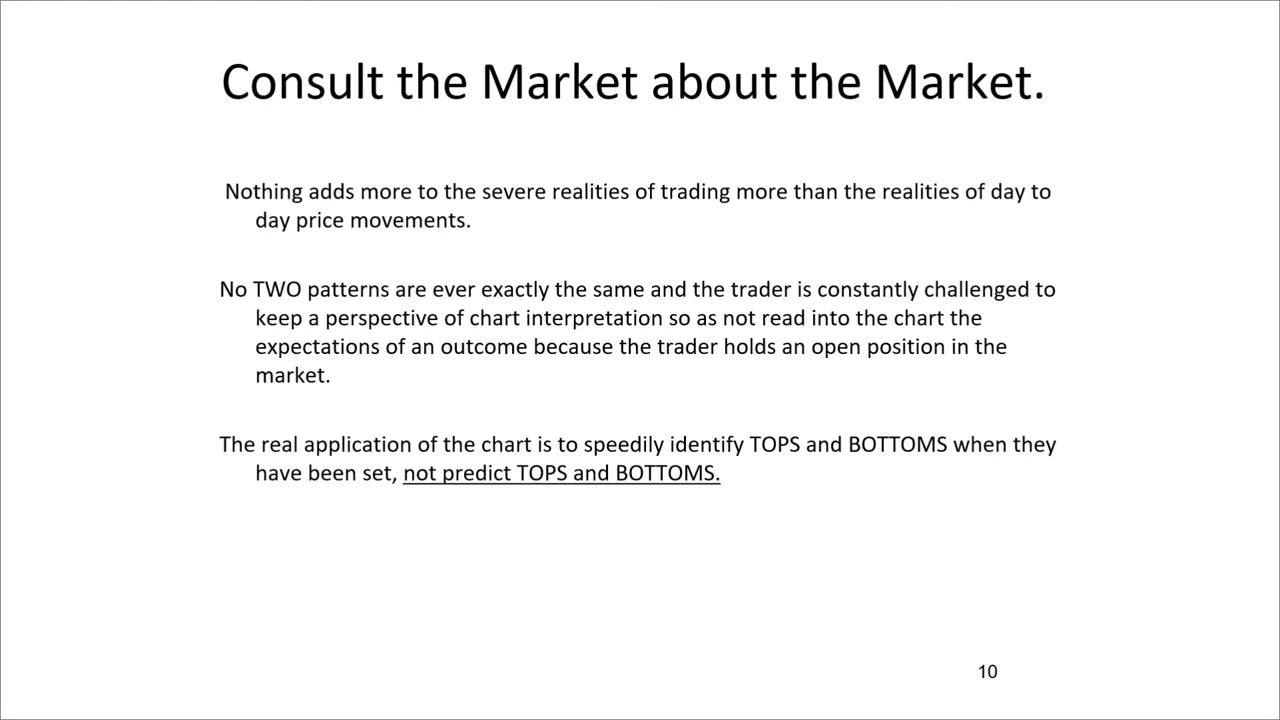 Consult the Market about the Market.
Nothing adds more to the severe realities of trading more than the realities of day to
day price movements.
No TWO patterns are ever exactly the same and the trader is constantly challenged to
keep a perspective of chart interpretation so as not read into the chart the
expectations of an outcome because the trader holds an open position in the
market.
The real application of the chart is to speedily identify TOPS and BOTTOMS when they
have been set, not predict TOPS and BOTTOMS.
10